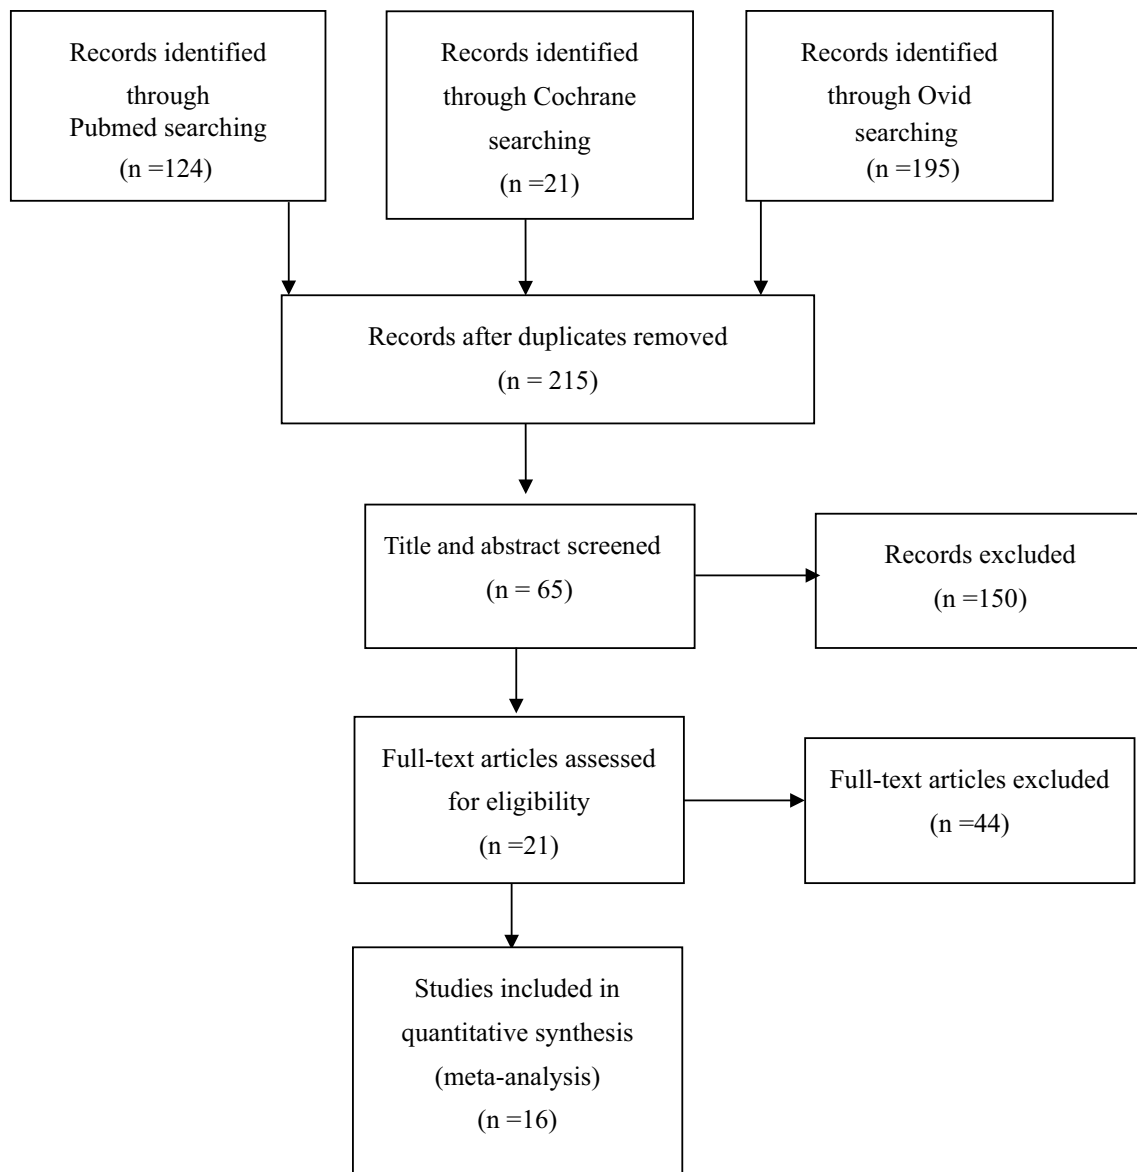 Records identified
through
Pubmed searching
(n =124)
Records identified
through Cochrane
searching
(n =21)
Records identified
through Ovid
searching
(n =195)
Records after duplicates removed
(n = 215)
Title and abstract screened
(n = 65)
Records excluded
(n =150)
Full-text articles assessed
for eligibility
(n =21)
Full-text articles excluded
(n =44)
Studies included in
quantitative synthesis
(meta-analysis)
(n =16)